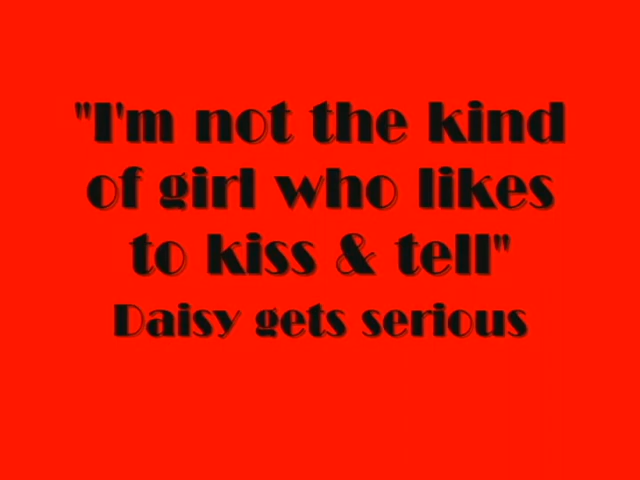 "I'm not the kind
of girl who likes
to kiss & tell"
Daisy gets serious